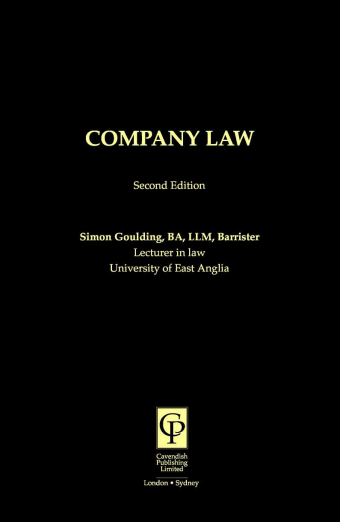 COMPANY LAW
Second Edition
Simon Goulding, BA, LLM, Barrister
Lecturer in law
University of East Anglia
CP
Cavendish
Publishing
Limited
London • Sydney